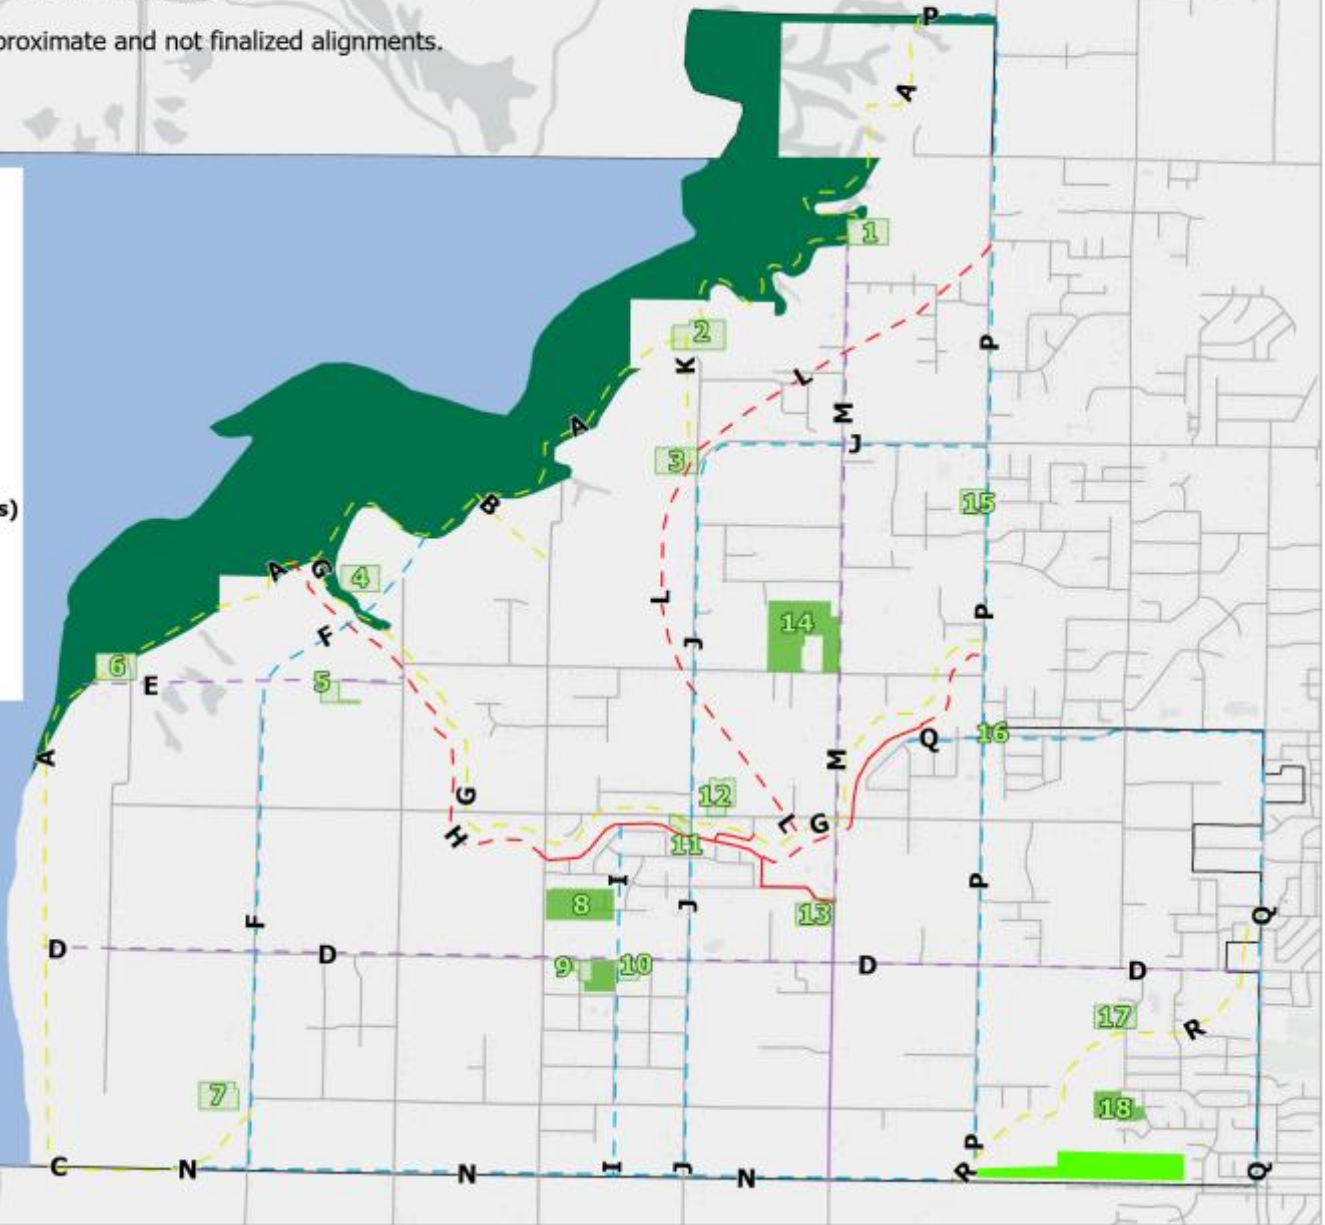 proximate and not finalized alignments.
P
A
1
2
K
P
L
A
M
J
3
B
15
s)
A
G
4
L
P
14
F
J
6
E
5
Q
16
A
M
G
12
L
G
H
11
I
P
8
J
13
Q
F
D
D
9
10
D
D
17
R
7
18
P
C
N
N
I
J
N
R
Q